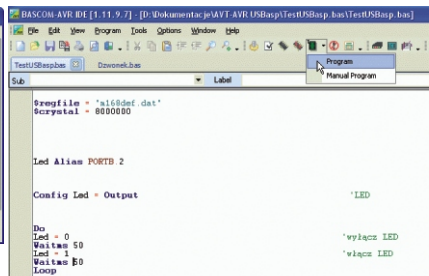 BASCOM-AVR IDE [1.11.9.7] - [D:\Dokumentacje\AVT-AVR USBasp\TestUSBasp.bas\TestUSBasp.bas]
File Edit View Program Tools Options Window Help
TestUSBasp.bas Dzwonek.bas
Program
Manual Program
Sub Label
$regfile = "m168def.dat"
$crystal = 8000000
Led Alias PORTB.2
Config Led = Output 'LED
Do
Led = 0 'wyłącz LED
Waitms 50
Led = 1 'włącz LED
Waitms 50
Loop